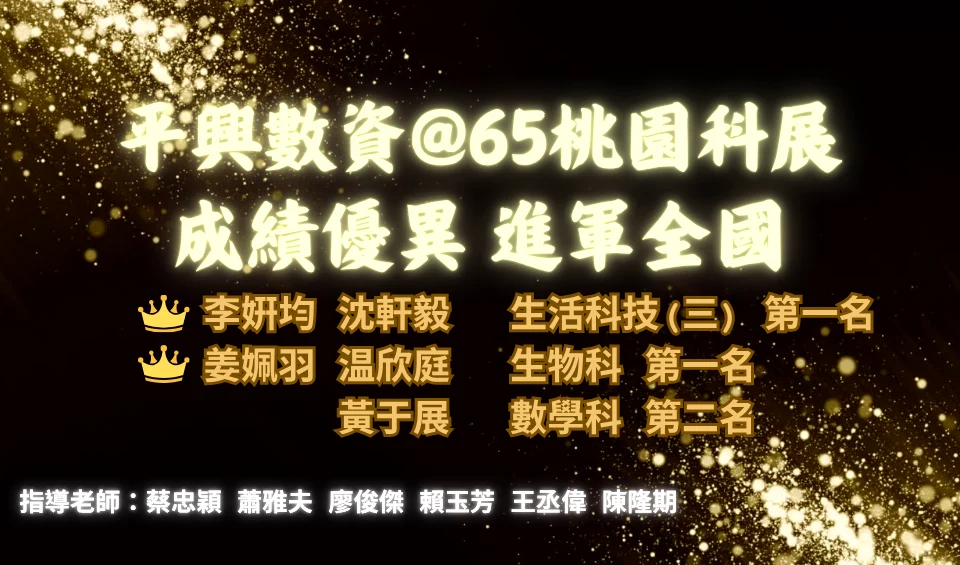 平興數資@65桃園科展
成績優異 進軍全國
李姸均 沈軒毅 生活科技(三) 第一名
姜姵羽 温欣庭 生物科 第一名
黃于展 數學科 第二名
指導老師：蔡忠穎 蕭雅夫 廖俊傑 賴玉芳 王丞偉 陳隆期